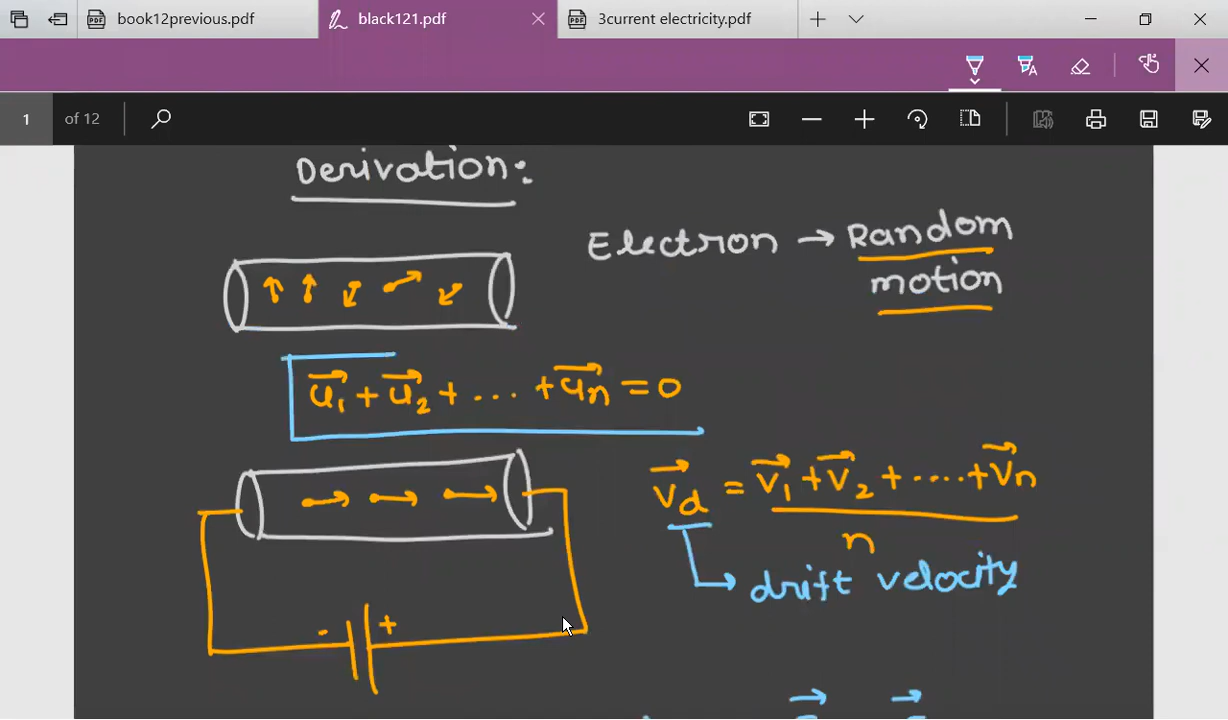 book12previous.pdf
black121.pdf
3current electricity.pdf
1 of 12
Derivation:
Electron → Random
motion
u₁ + u₂ + ... + uₙ = 0
v_d = v₁ + v₂ + .... + vₙ
n
drift velocity
- +